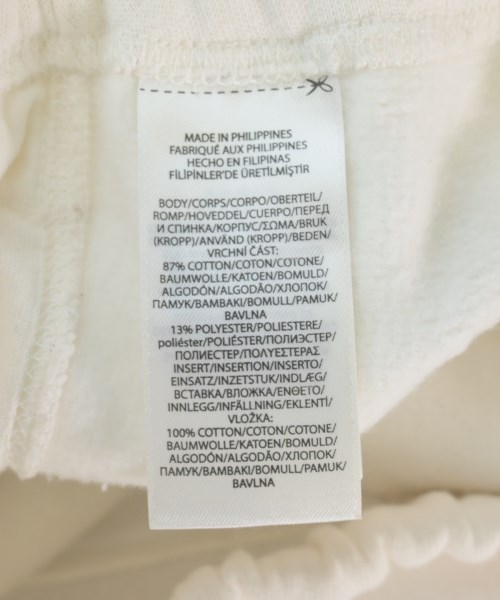 MADE IN PHILIPPINES
FABRIQUÉ AUX PHILIPPINES
HECHO EN FILIPINAS
FİLİPİNLER'DE ÜRETİLMİŞTİR
BODY/CORPS/CORPO/OBERTEIL/
ROMP/HOVEDDEL/CUERPO/ПЕРЕД
И СПИНКА/КОРПУС/ΣΩΜΑ/BRUK
(KROPP)/ANVÄND (KROPP)/BEDEN/
VRCHNÍ ČÁST:
87% COTTON/COTON/COTONE/
BAUMWOLLE/KATOEN/BOMULD/
ALGODÓN/ALGODÃO/ХЛОПОК/
ПАМУК/ΒΑΜΒΑΚΙ/BOMULL/PAMUK/
BAVLNA
13% POLYESTER/POLIESTERE/
poliéster/POLIÉSTER/ПОЛИЭСТЕР/
ПОЛИЕСТЕР/ΠΟΛΥΕΣΤΕΡΑΣ
INSERT/INSERTION/INSERTO/
EINSATZ/INZETSTUK/INDLÆG/
ВСТАВКА/ВЛОЖКА/ΕΝΘΕΤΟ/
INNLEGG/INFÄLLNING/EKLENTİ/
VLOŽKA:
100% COTTON/COTON/COTONE/
BAUMWOLLE/KATOEN/BOMULD/
ALGODÓN/ALGODÃO/ХЛОПОК/
ПАМУК/ΒΑΜΒΑΚΙ/BOMULL/PAMUK/
BAVLNA